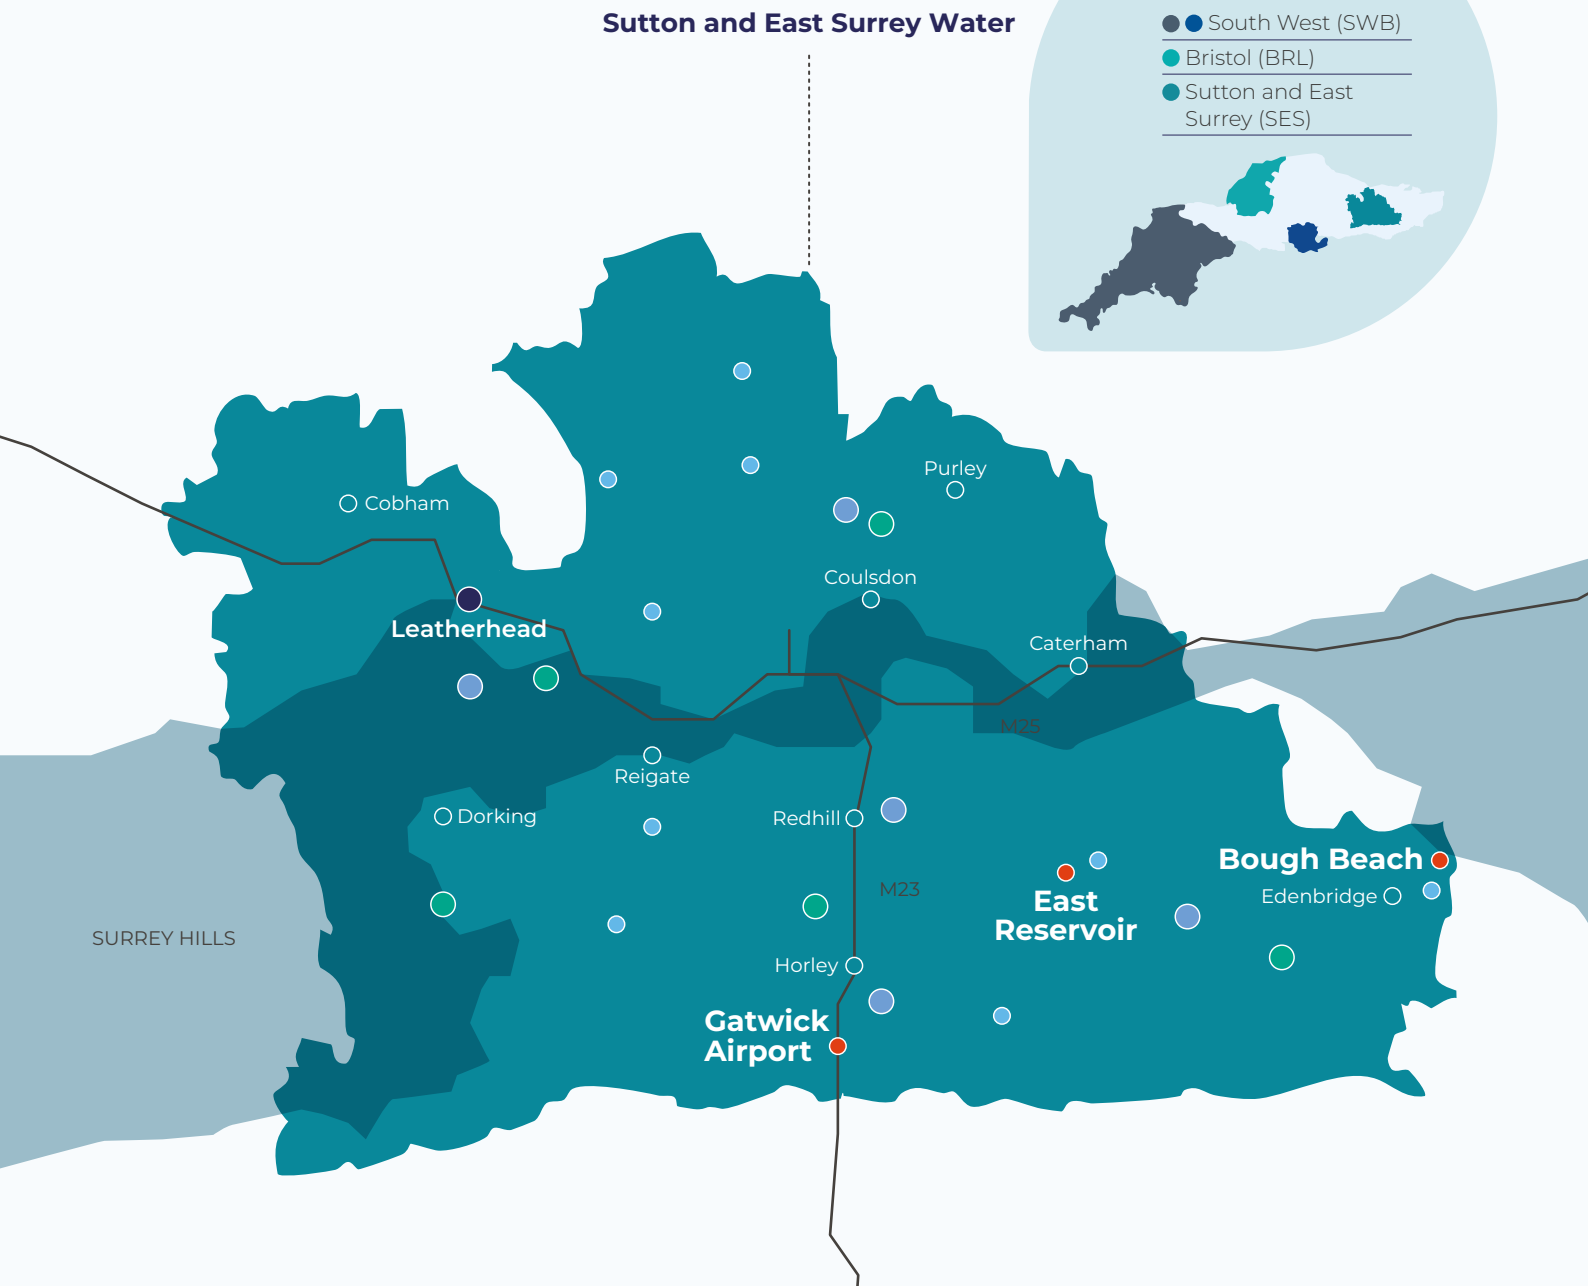 Sutton and East Surrey Water
South West (SWB)
Bristol (BRL)
Sutton and East
Surrey (SES)
Purley
Cobham
Coulsdon
Leatherhead
Caterham
M25
Reigate
Dorking
Redhill
Bough Beach
M23
East
Reservoir
Edenbridge
SURREY HILLS
Horley
Gatwick
Airport